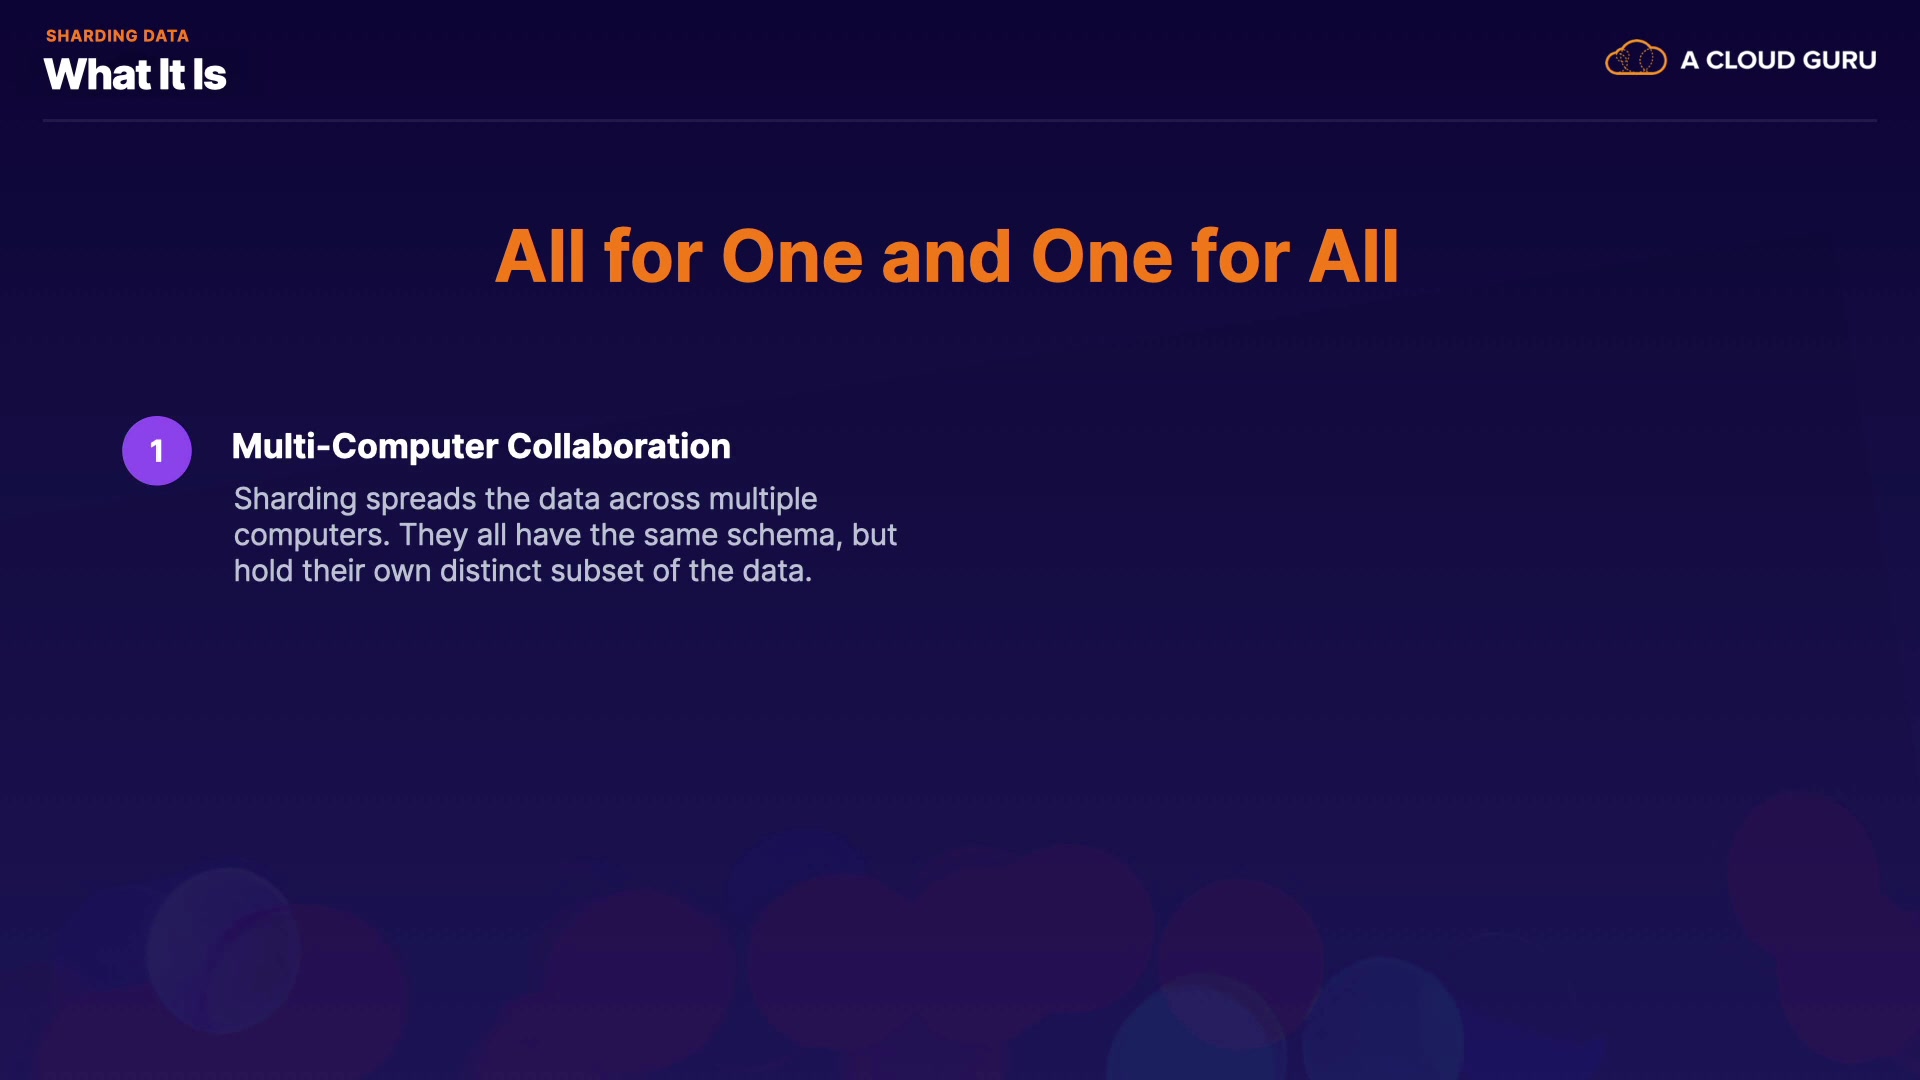 SHARDING DATA
What It Is
A CLOUD GURU
All for One and One for All
1
Multi-Computer Collaboration
Sharding spreads the data across multiple
computers. They all have the same schema, but
hold their own distinct subset of the data.